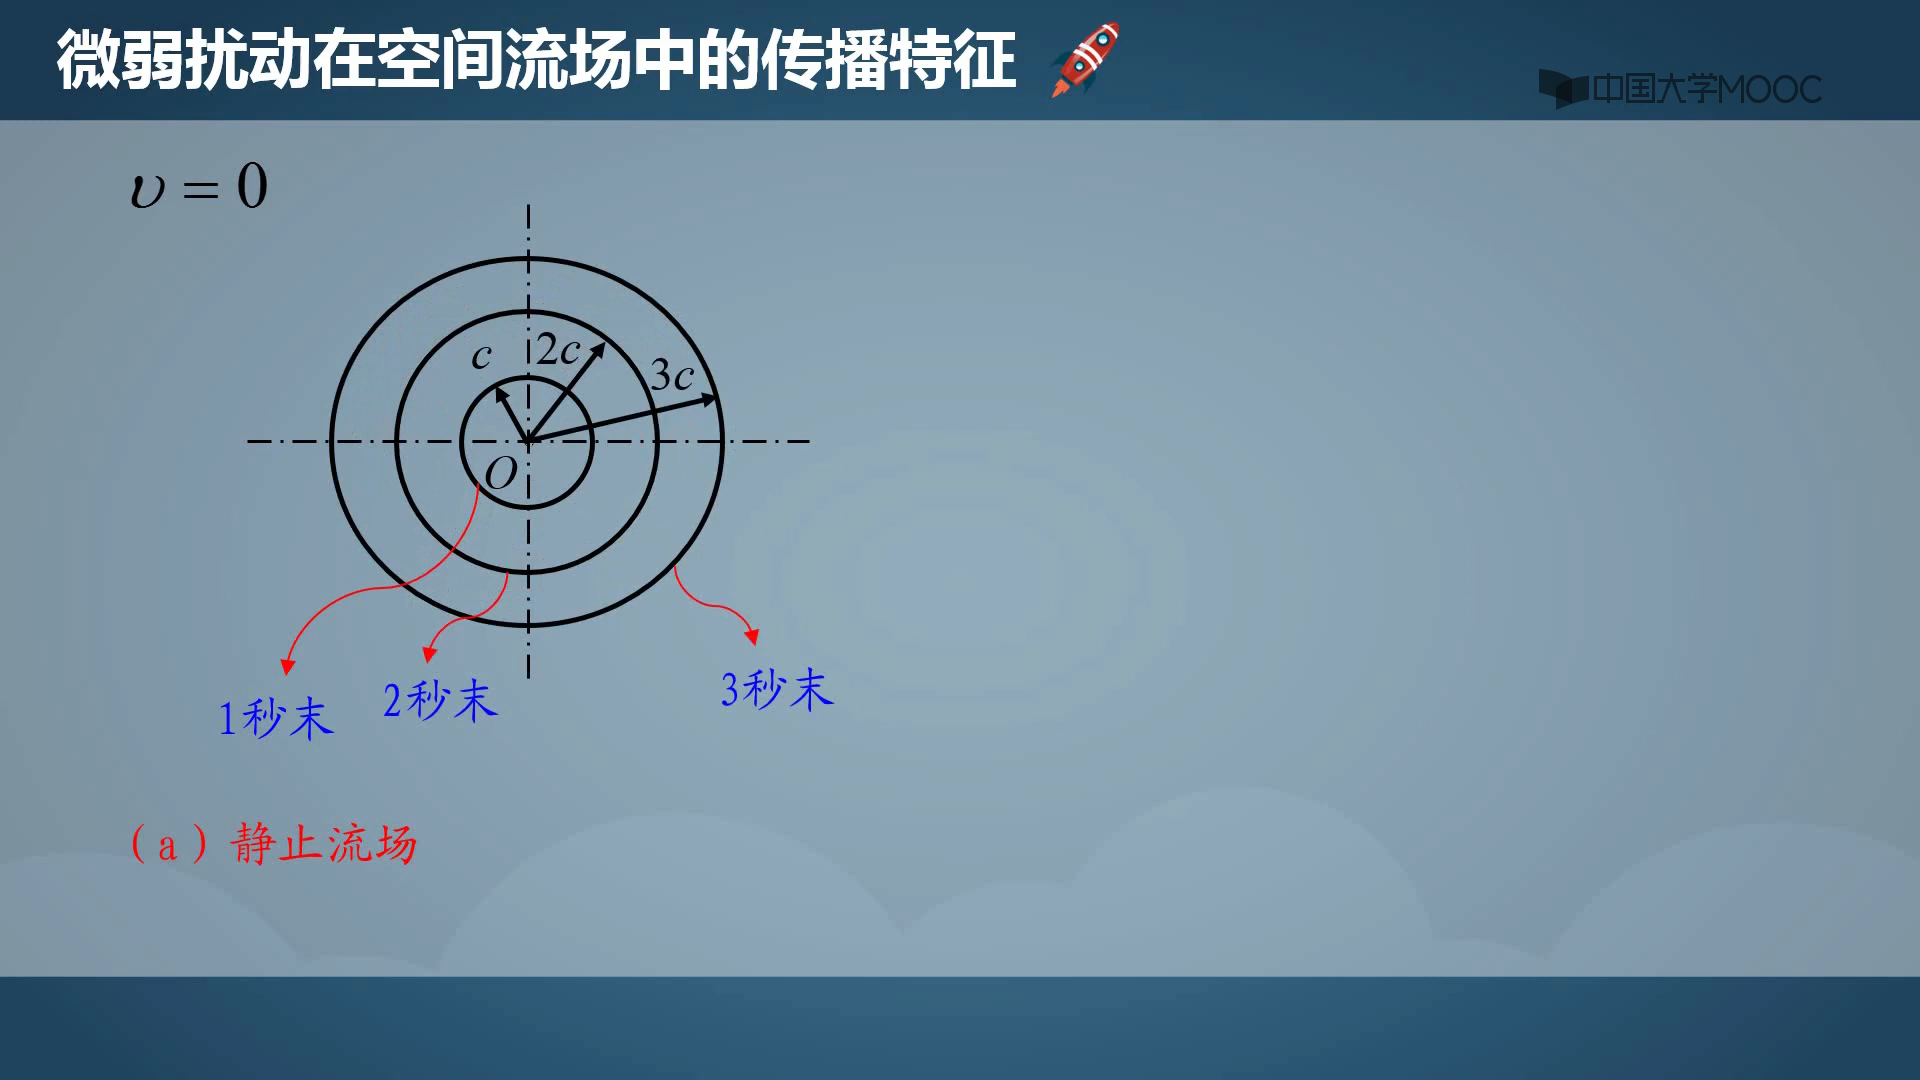 微弱扰动在空间流场中的传播特征
中国大学MOOC
υ = 0
c
2c
3c
O
1秒末
2秒末
3秒末
（a）静止流场